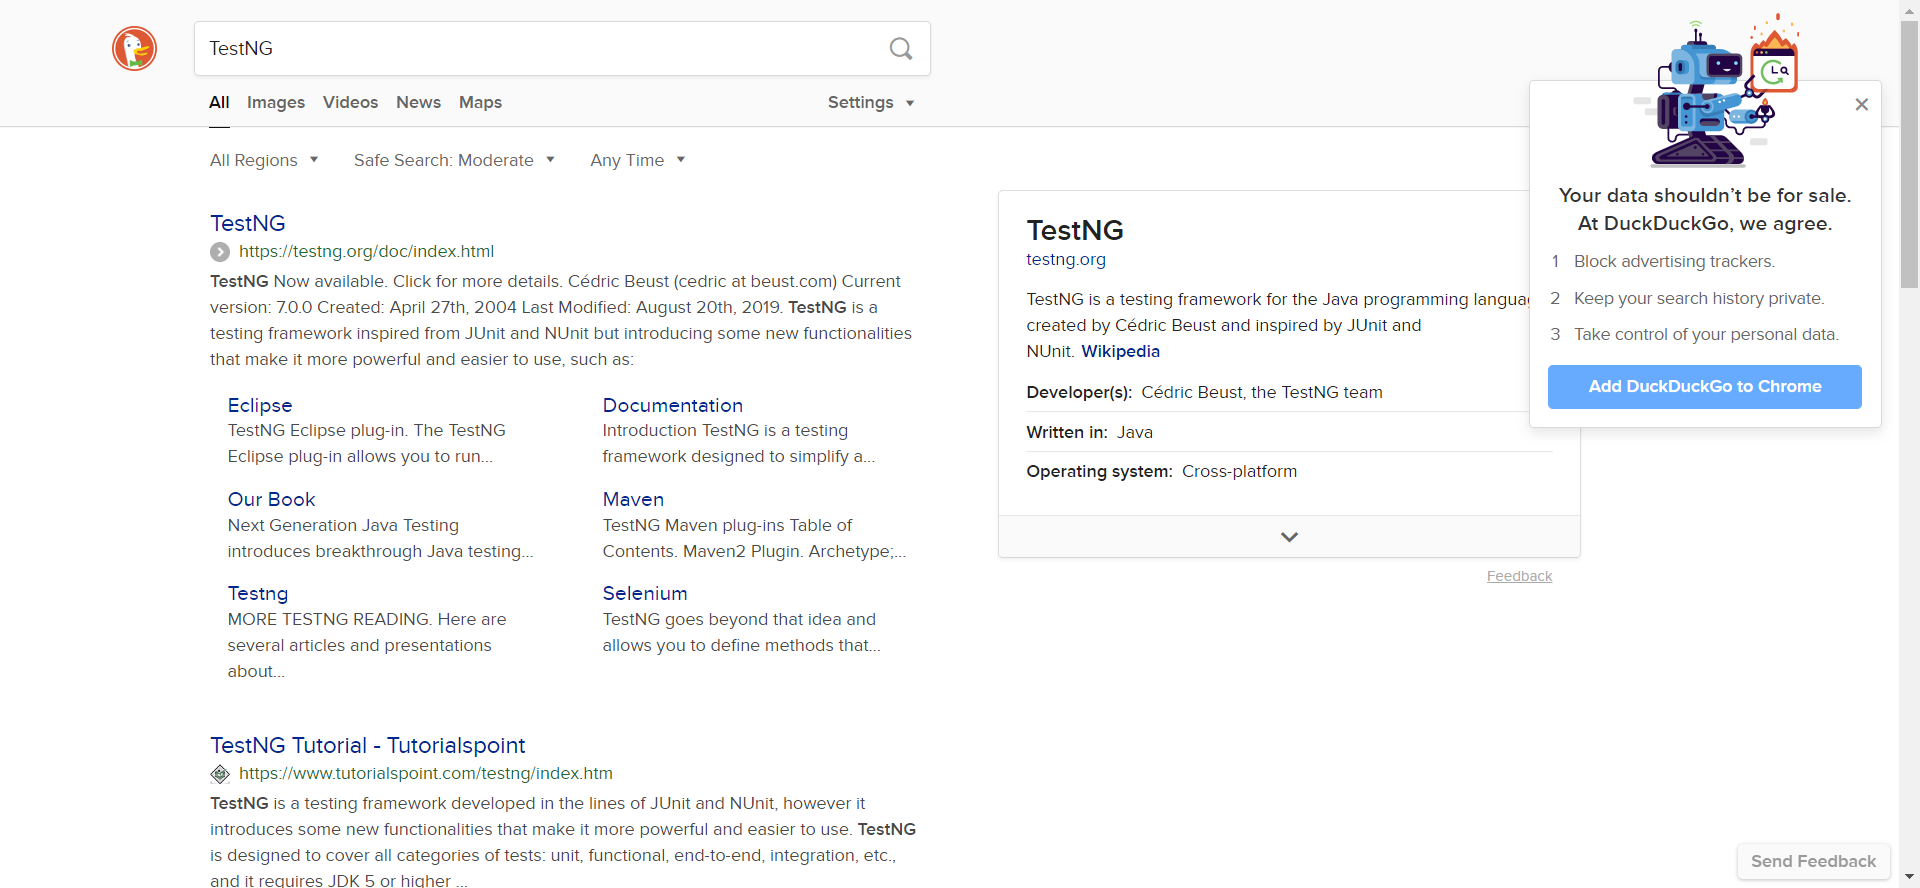 TestNG
All Images Videos News Maps Settings
All Regions Safe Search: Moderate Any Time
TestNG
https://testng.org/doc/index.html
TestNG Now available. Click for more details. Cédric Beust (cedric at beust.com) Current
version: 7.0.0 Created: April 27th, 2004 Last Modified: August 20th, 2019. TestNG is a
testing framework inspired from JUnit and NUnit but introducing some new functionalities
that make it more powerful and easier to use, such as:
Eclipse
TestNG Eclipse plug-in. The TestNG
Eclipse plug-in allows you to run...
Documentation
Introduction TestNG is a testing
framework designed to simplify a...
Our Book
Next Generation Java Testing
introduces breakthrough Java testing...
Maven
TestNG Maven plug-ins Table of
Contents. Maven2 Plugin. Archetype;...
Testng
MORE TESTNG READING. Here are
several articles and presentations
about...
Selenium
TestNG goes beyond that idea and
allows you to define methods that...
TestNG Tutorial - Tutorialspoint
https://www.tutorialspoint.com/testng/index.htm
TestNG is a testing framework developed in the lines of JUnit and NUnit, however it
introduces some new functionalities that make it more powerful and easier to use. TestNG
is designed to cover all categories of tests: unit, functional, end-to-end, integration, etc.,
and it requires JDK 5 or higher ...
TestNG
testng.org
TestNG is a testing framework for the Java programming
created by Cédric Beust and inspired by JUnit and
NUnit. Wikipedia
Developer(s): Cédric Beust, the TestNG team
Written in: Java
Operating system: Cross-platform
Feedback
Your data shouldn't be for sale.
At DuckDuckGo, we agree.
1 Block advertising trackers.
2 Keep your search history private.
3 Take control of your personal data.
Add DuckDuckGo to Chrome
Send Feedback